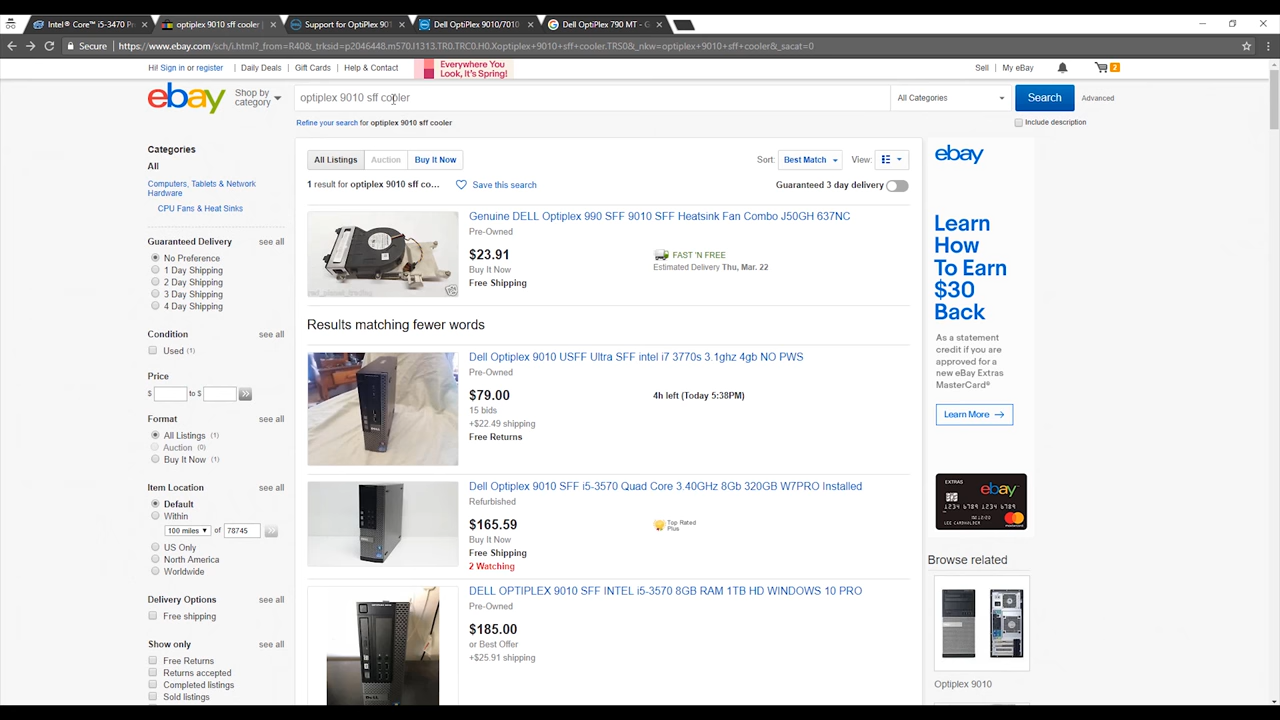 Intel® Core™ i5-3470 Pr
optiplex 9010 sff cooler
Support for OptiPlex 901
Dell OptiPlex 9010/7010
Dell OptiPlex 790 MT - G
Secure
https://www.ebay.com/sch/i.html?_from=R40&_trksid=p2046448.m570.l1313.TR0.TRC0.H0.Xoptiplex+9010+sff+cooler.TRS0&_nkw=optiplex+9010+sff+cooler&_sacat=0
Hi! Sign in or register
Daily Deals
Gift Cards
Help & Contact
Everywhere You
Look, It's Spring!
Sell
My eBay
2
ebay
Shop by
category
optiplex 9010 sff cooler
All Categories
Search
Advanced
Refine your search for optiplex 9010 sff cooler
Include description
Categories
All
Computers, Tablets & Network
Hardware
CPU Fans & Heat Sinks
Guaranteed Delivery
see all
No Preference
1 Day Shipping
2 Day Shipping
3 Day Shipping
4 Day Shipping
Condition
see all
Used (1)
Price
$
to $
Format
see all
All Listings (1)
Auction (0)
Buy It Now (1)
Item Location
see all
Default
Within
100 miles
of
78745
US Only
North America
Worldwide
Delivery Options
see all
Free shipping
Show only
see all
Free Returns
Returns accepted
Completed listings
Sold listings
All Listings
Auction
Buy It Now
Sort:
Best Match
View:
1 result for optiplex 9010 sff co...
Save this search
Guaranteed 3 day delivery
Genuine DELL Optiplex 990 SFF 9010 SFF Heatsink Fan Combo J50GH 637NC
Pre-Owned
$23.91
Buy It Now
Free Shipping
FAST 'N FREE
Estimated Delivery Thu, Mar. 22
Results matching fewer words
Dell Optiplex 9010 USFF Ultra SFF intel i7 3770s 3.1ghz 4gb NO PWS
Pre-Owned
$79.00
15 bids
+$22.49 shipping
Free Returns
4h left (Today 5:38PM)
Dell Optiplex 9010 SFF i5-3570 Quad Core 3.40GHz 8Gb 320GB W7PRO Installed
Refurbished
$165.59
Buy It Now
Free Shipping
2 Watching
Top Rated
Plus
DELL OPTIPLEX 9010 SFF INTEL i5-3570 8GB RAM 1TB HD WINDOWS 10 PRO
Pre-Owned
$185.00
or Best Offer
+$25.91 shipping
ebay
Learn
How
To Earn
$30
Back
As a statement
credit if you are
approved for a
new eBay Extras
MasterCard®
Learn More
EXTRAS
ebay
LEE CARDHOLDER
Browse related
Optiplex 9010